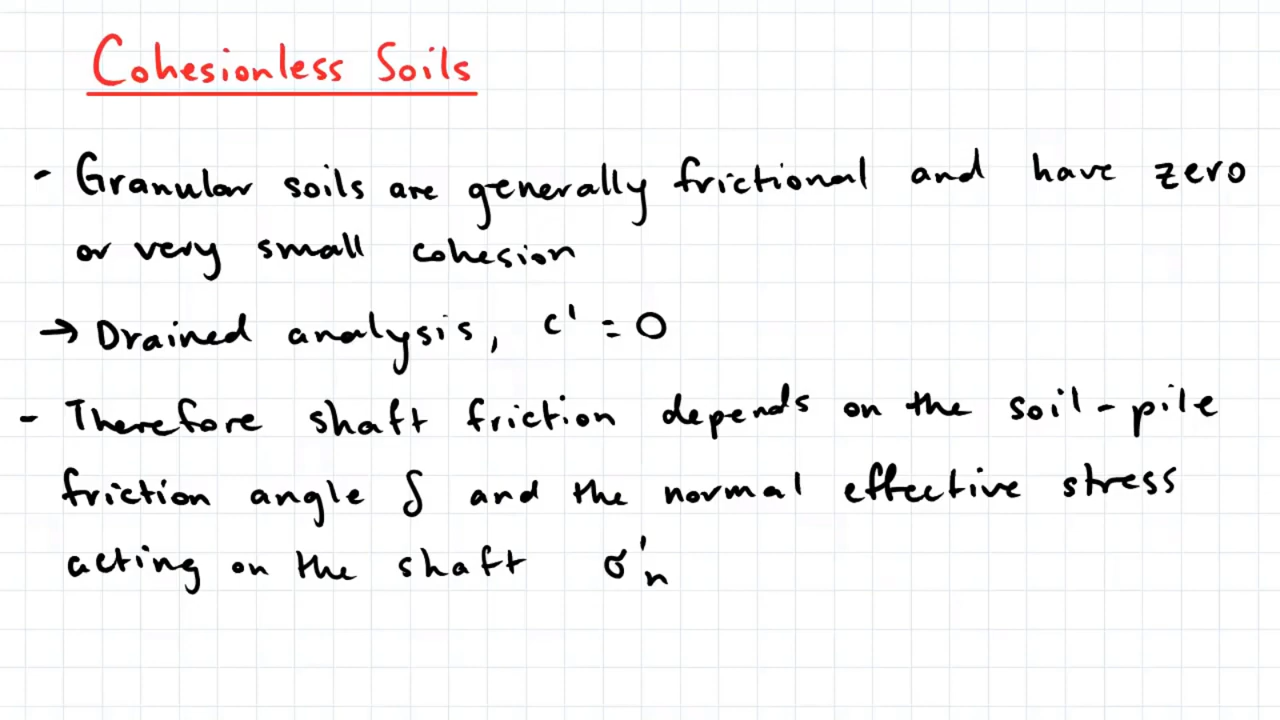 Cohesionless Soils
- Granular soils are generally frictional and have zero
or very small cohesion
→ Drained analysis, c' = 0
- Therefore shaft friction depends on the soil-pile
friction angle δ and the normal effective stress
acting on the shaft σ'n